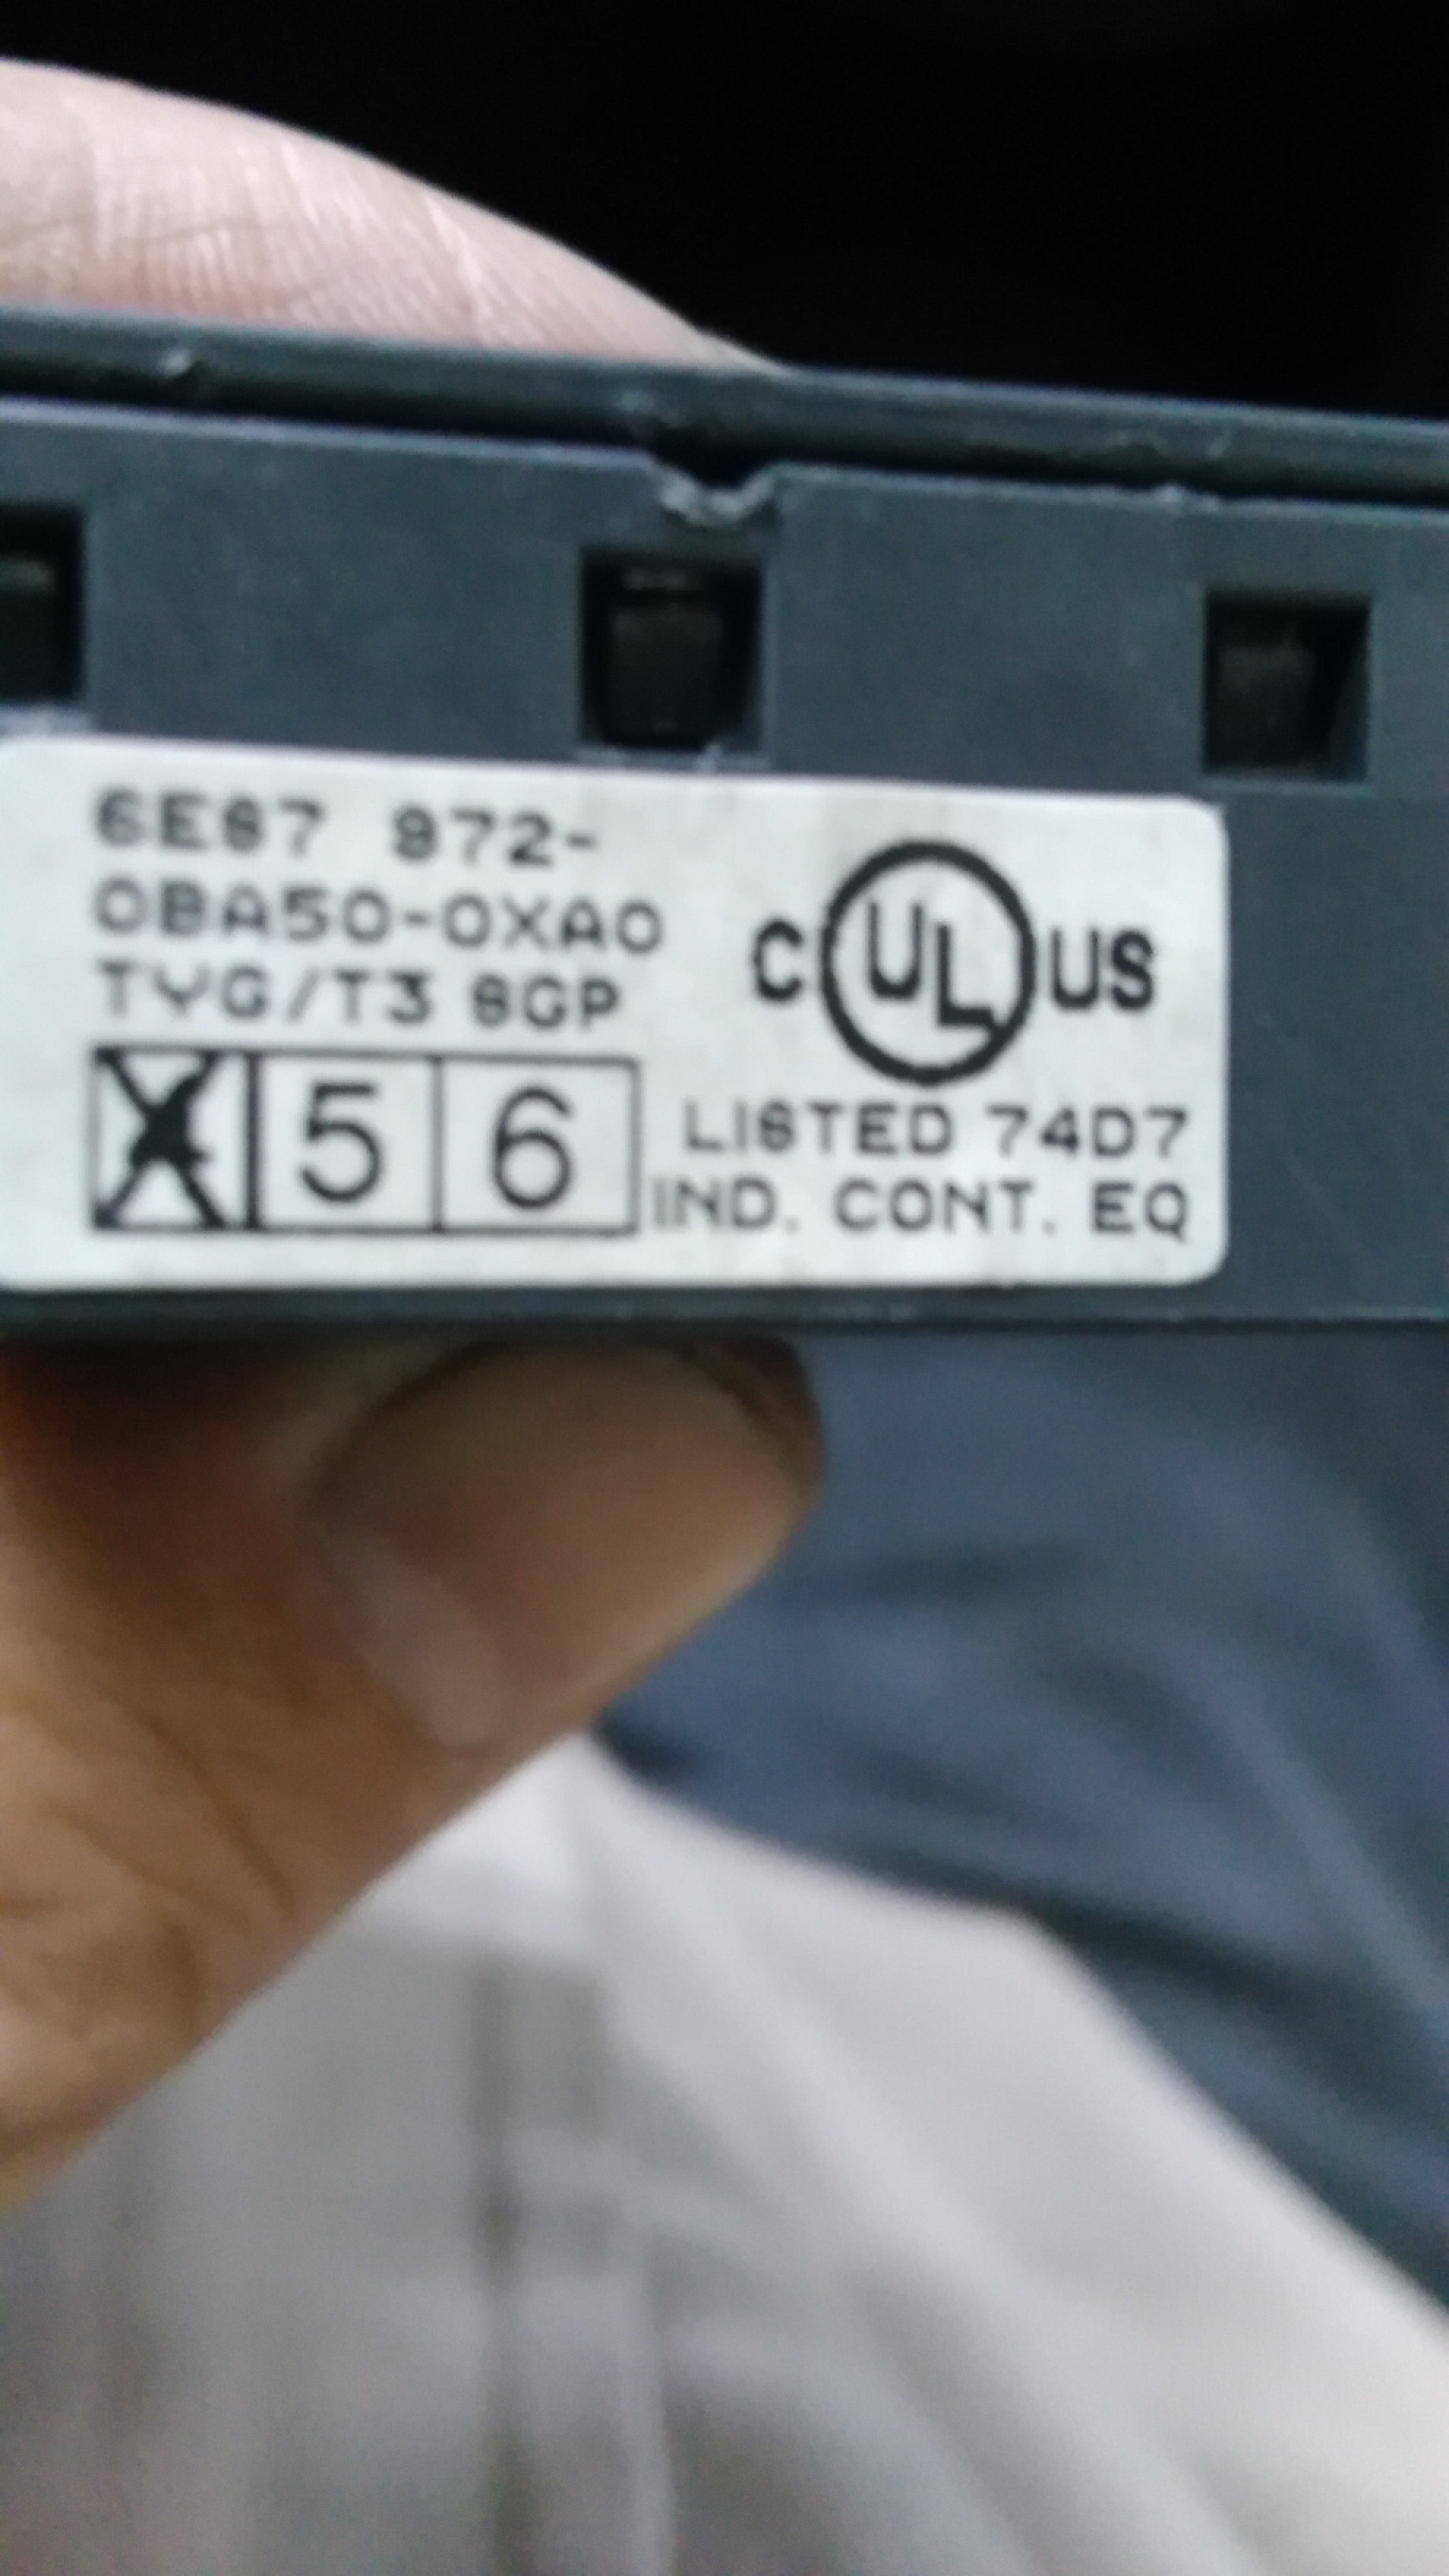 6ES7 972-
0BA50-0XA0
TYG/T3 8GP
X 5 6
C UL US
LISTED 74D7
IND. CONT. EQ